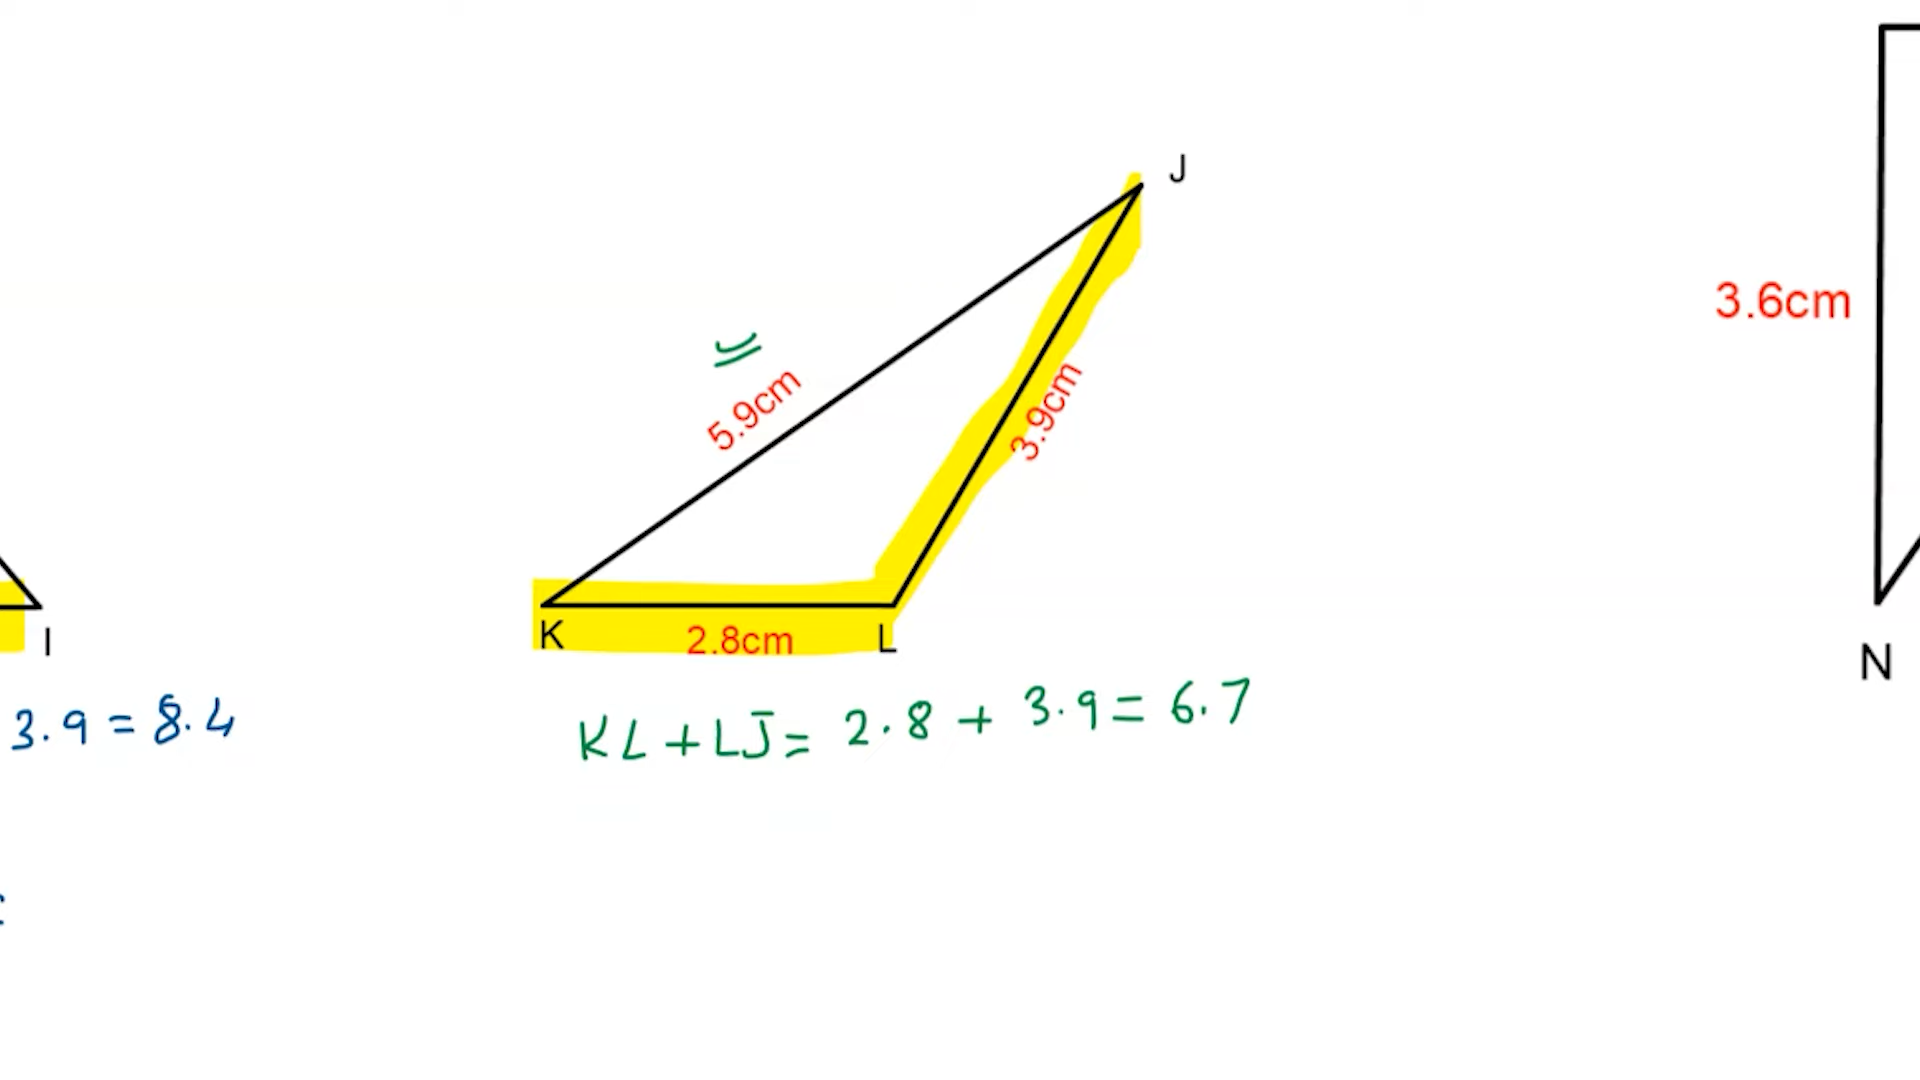 J
3.6cm
5.9cm
3.9cm
K 2.8cm L
I
N
3.9 = 8.4
KL + LJ = 2.8 + 3.9 = 6.7